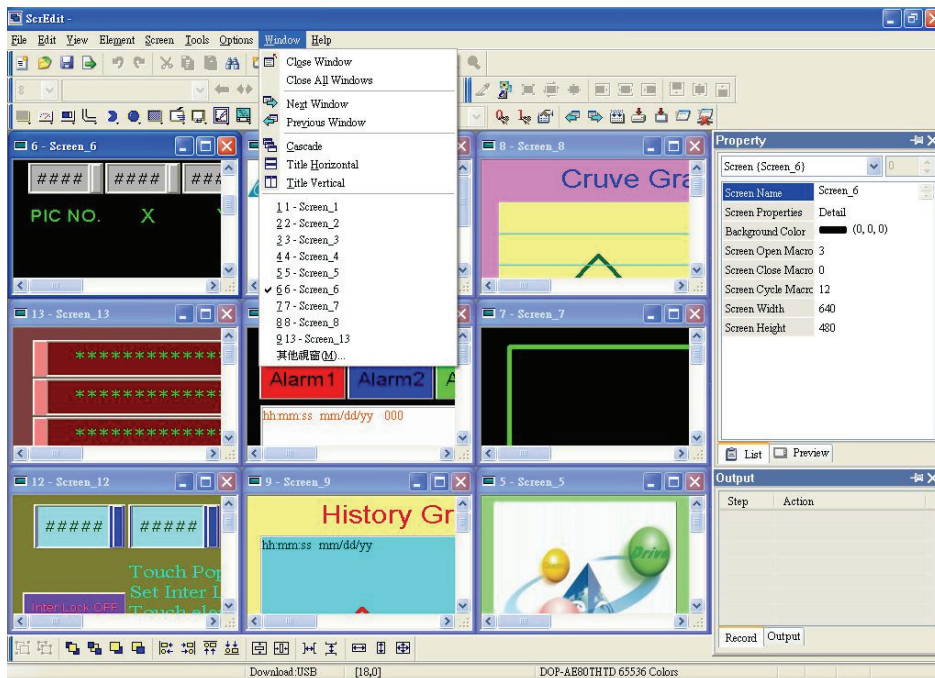 ScrEdit -
File Edit View Element Screen Tools Options Window Help
Close Window
Close All Windows
Next Window
Previous Window
Cascade
Title Horizontal
Title Vertical
1 1 - Screen_1
2 2 - Screen_2
3 3 - Screen_3
4 4 - Screen_4
5 5 - Screen_5
6 6 - Screen_6
7 7 - Screen_7
8 8 - Screen_8
9 13 - Screen_13
其他視窗(M)...
8
6 - Screen_6
#### #### ###
PIC NO. X
8 - Screen_8
Cruve Gra
13 - Screen_13
*************
*************
*************
Alarm1 Alarm2 A
hh:mm:ss mm/dd/yy 000
7 - Screen_7
12 - Screen_12
##### #####
Touch Pop
Set Inter L
Inter Lock OFF
Touch ele
9 - Screen_9
History Gr
hh:mm:ss mm/dd/yy
5 - Screen_5
Drive
Property
Screen {Screen_6} 0
Screen Name Screen_6
Screen Properties Detail
Background Color (0, 0, 0)
Screen Open Macro 3
Screen Close Macro 0
Screen Cycle Macro 12
Screen Width 640
Screen Height 480
List Preview
Output
Step Action
Record Output
Download:USB [18,0] DOP-AE80THTD 65536 Colors